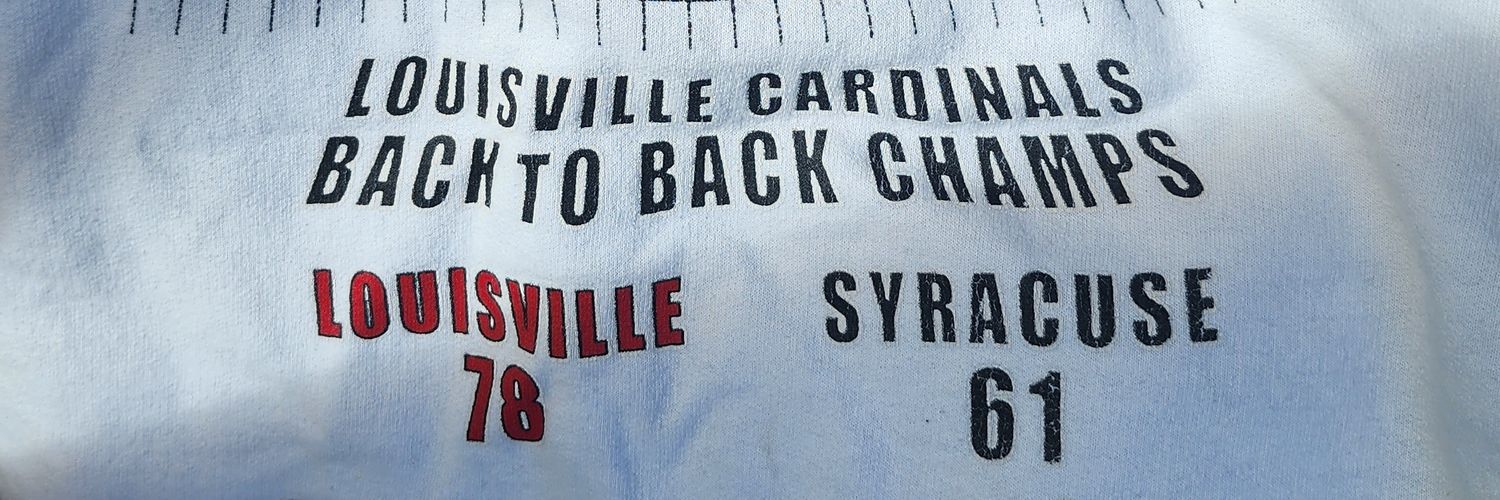 LOUISVILLE CARDINALS
BACK TO BACK CHAMPS
LOUISVILLE SYRACUSE
78 61